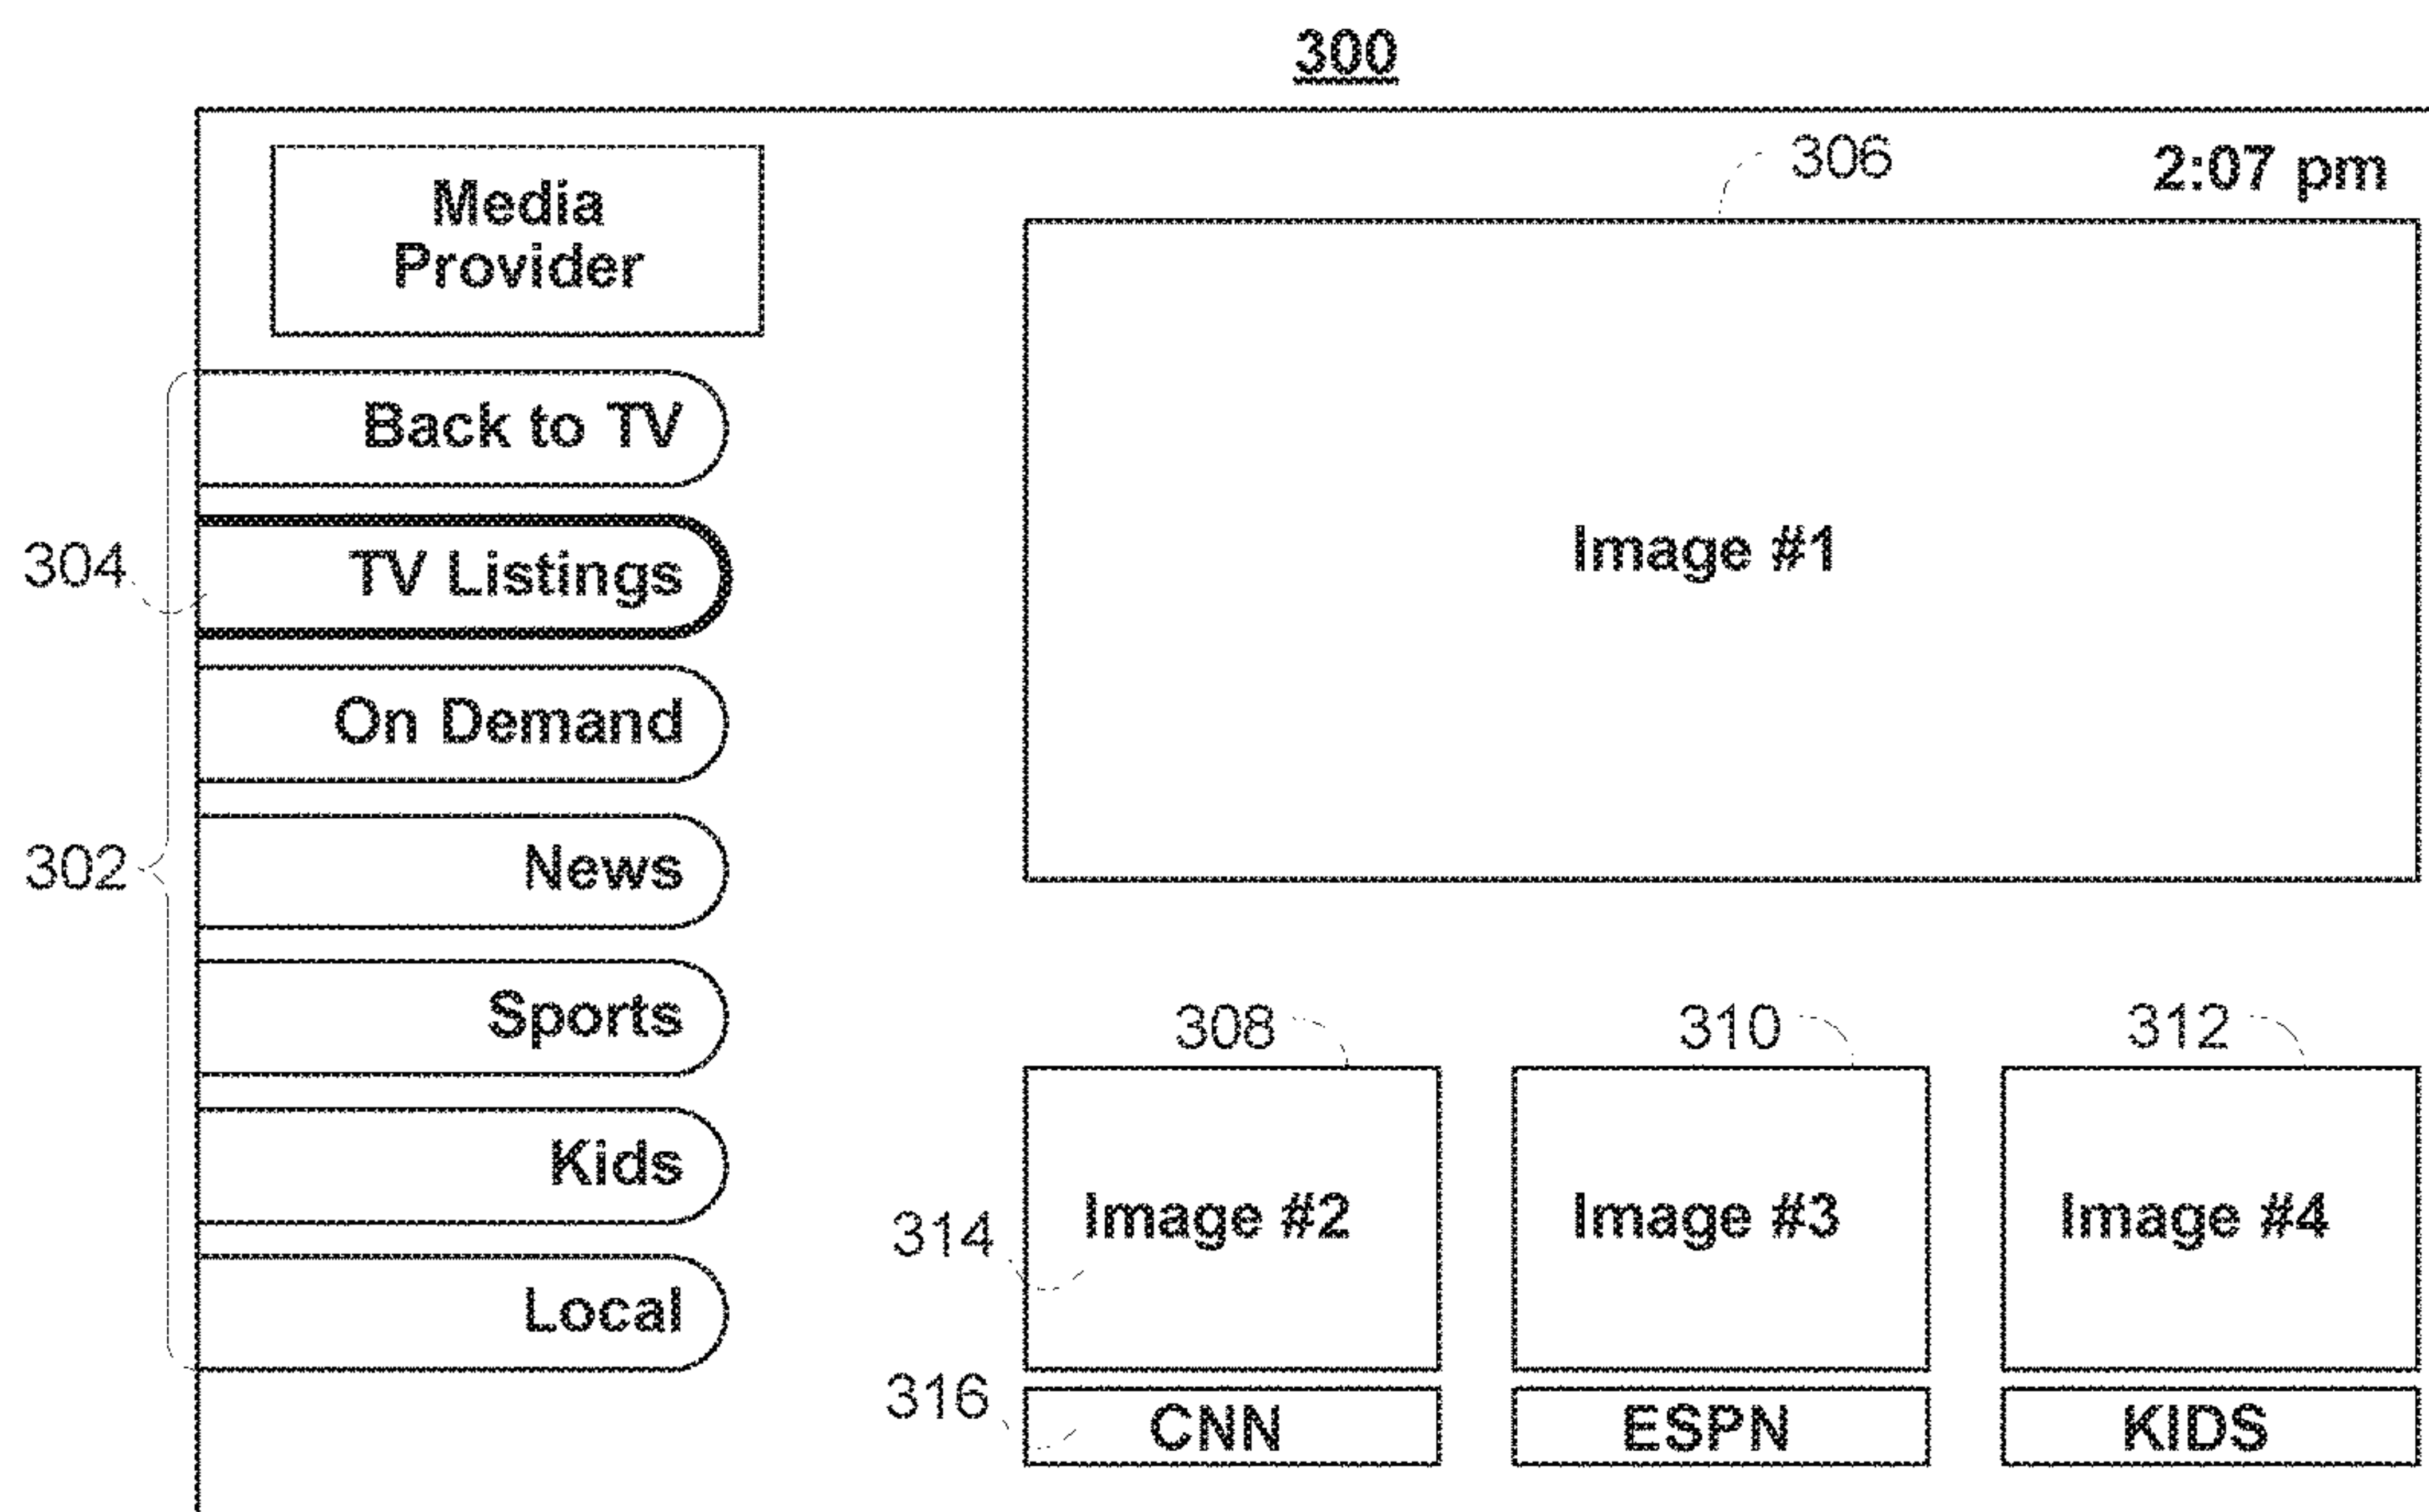 300
306
2:07 pm
Media
Provider
Back to TV
304
TV Listings
Image #1
On Demand
302
News
Sports
308
310
312
Kids
314
Image #2
Image #3
Image #4
Local
316
CNN
ESPN
KIDS